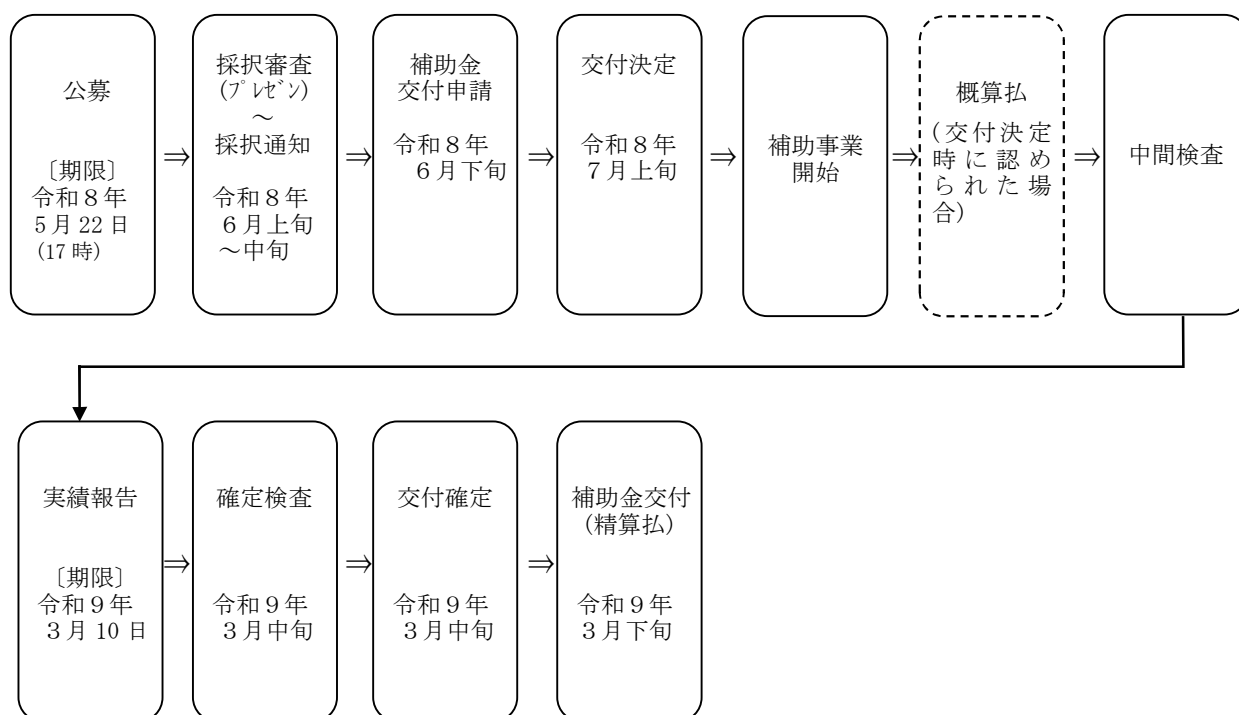 公募
〔期限〕
令和８年
５月 22 日
(17 時)
⇒
採択審査
(ﾌﾟﾚｾﾞﾝ)
～
採択通知
令和８年
６月上旬
～中旬
⇒
補助金
交付申請
令和８年
６月下旬
⇒
交付決定
令和８年
７月上旬
⇒
補助事業
開始
⇒
概算払
(交付決定
時に認め
られた場
合)
⇒
中間検査
実績報告
〔期限〕
令和９年
３月 10 日
⇒
確定検査
令和９年
３月中旬
⇒
交付確定
令和９年
３月中旬
⇒
補助金交付
(精算払)
令和９年
３月下旬